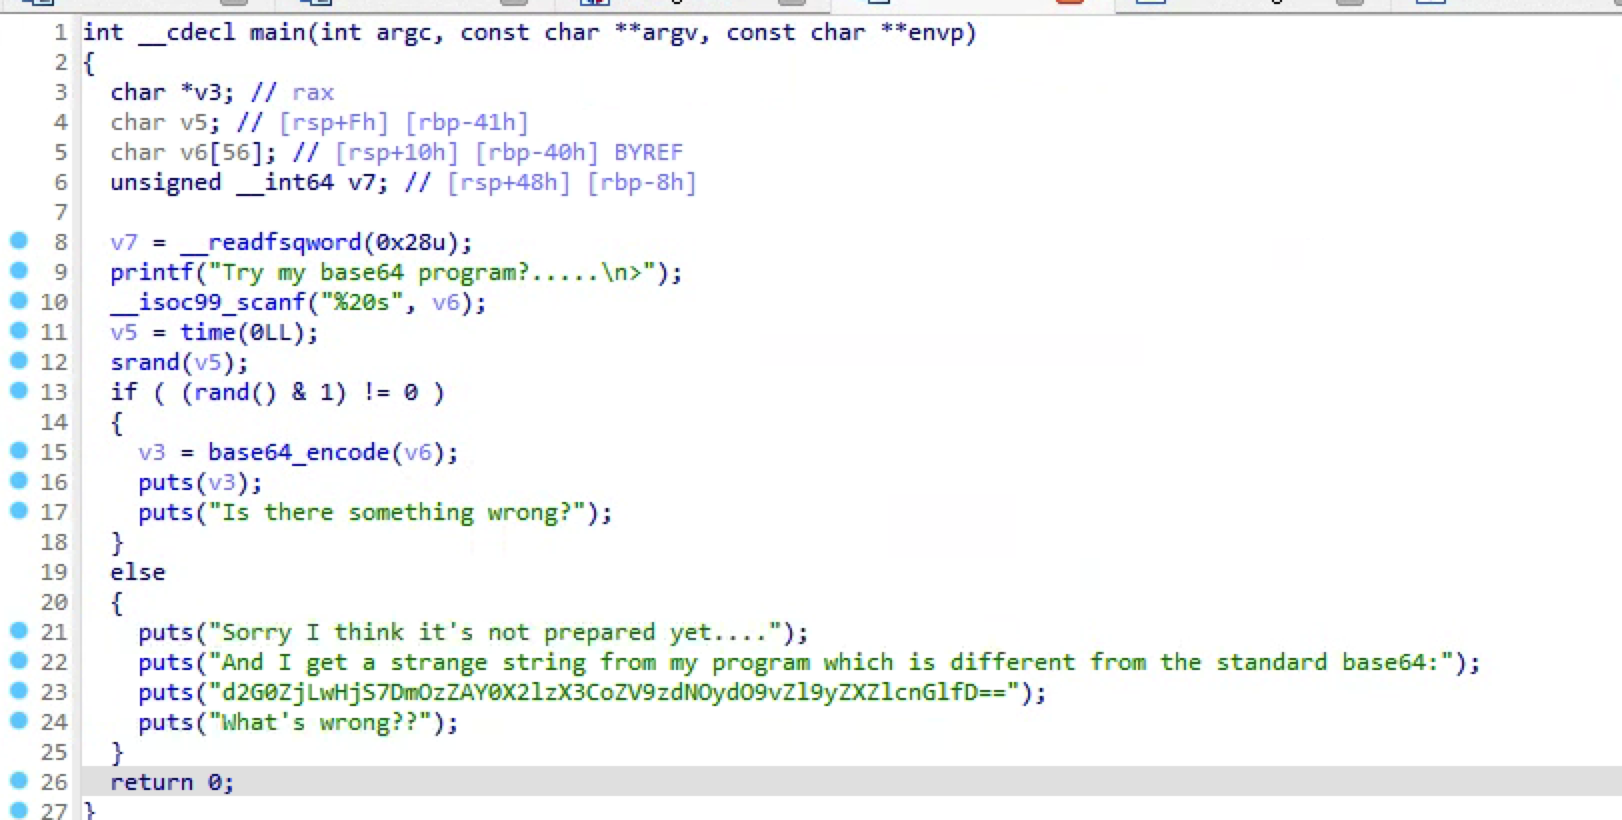 1 int __cdecl main(int argc, const char **argv, const char **envp)
2 {
3 char *v3; // rax
4 char v5; // [rsp+Fh] [rbp-41h]
5 char v6[56]; // [rsp+10h] [rbp-40h] BYREF
6 unsigned __int64 v7; // [rsp+48h] [rbp-8h]
7
8 v7 = __readfsqword(0x28u);
9 printf("Try my base64 program?.....\n>");
10 __isoc99_scanf("%20s", v6);
11 v5 = time(0LL);
12 srand(v5);
13 if ( (rand() & 1) != 0 )
14 {
15 v3 = base64_encode(v6);
16 puts(v3);
17 puts("Is there something wrong?");
18 }
19 else
20 {
21 puts("Sorry I think it's not prepared yet....");
22 puts("And I get a strange string from my program which is different from the standard base64:");
23 puts("d2G0ZjLwHjS7DmOzZAY0X2lzX3CoZV9zdNOydO9vZl9yZXZlcnGlfD==");
24 puts("What's wrong??");
25 }
26 return 0;
27 }